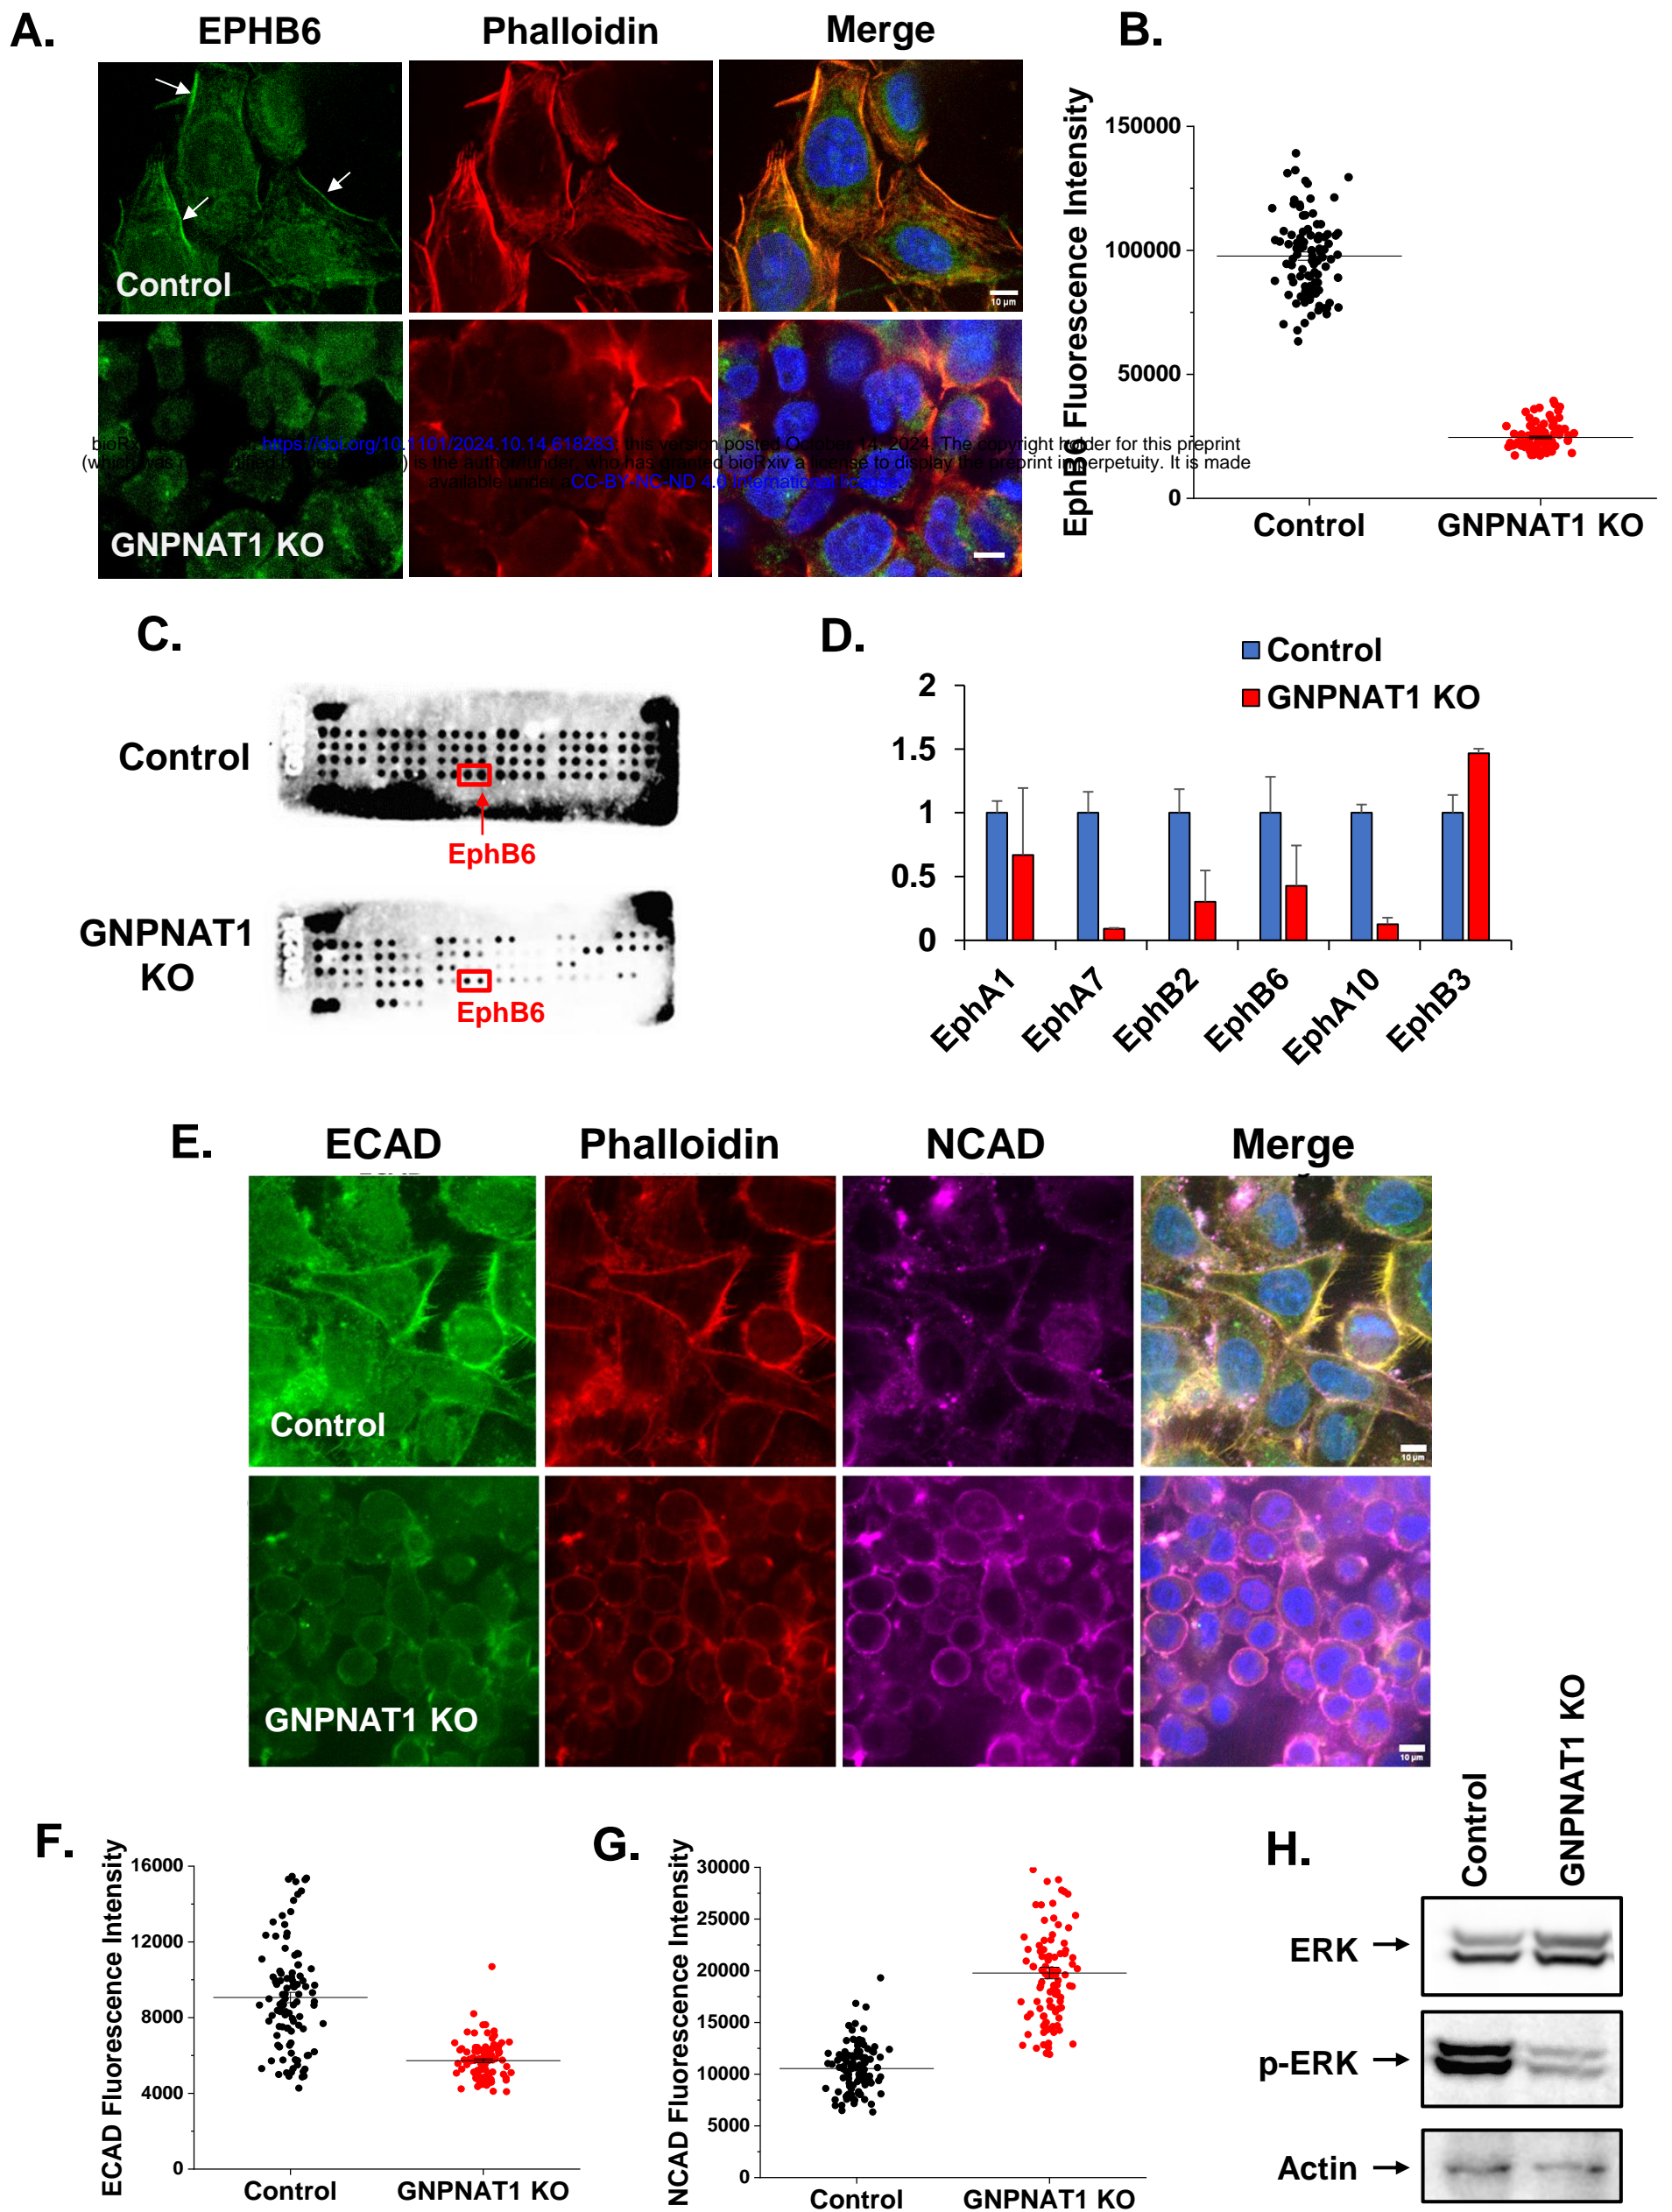 A.
EPHB6
Phalloidin
Merge
B.
Control
10 µm
GNPNAT1 KO
https://doi.org/10.1101/2024.10.14.618283; this version posted October 14, 2024. The copyright holder for this preprint
is the author/funder, who has granted bioRxiv a license to display the preprint in perpetuity. It is made
available under aCC-BY-NC-ND 4.0 International license.
EphB6 Fluorescence Intensity
150000
100000
50000
0
Control
GNPNAT1 KO
C.
Control
EphB6
GNPNAT1
KO
EphB6
D.
Control
GNPNAT1 KO
2
1.5
1
0.5
0
EphA1
EphA7
EphB2
EphB6
EphA10
EphB3
E.
ECAD
Phalloidin
NCAD
Merge
Control
10 µm
GNPNAT1 KO
10 µm
F.
ECAD Fluorescence Intensity
16000
12000
8000
4000
0
Control
GNPNAT1 KO
G.
NCAD Fluorescence Intensity
30000
25000
20000
15000
10000
5000
0
Control
GNPNAT1 KO
H.
Control
GNPNAT1 KO
ERK
p-ERK
Actin